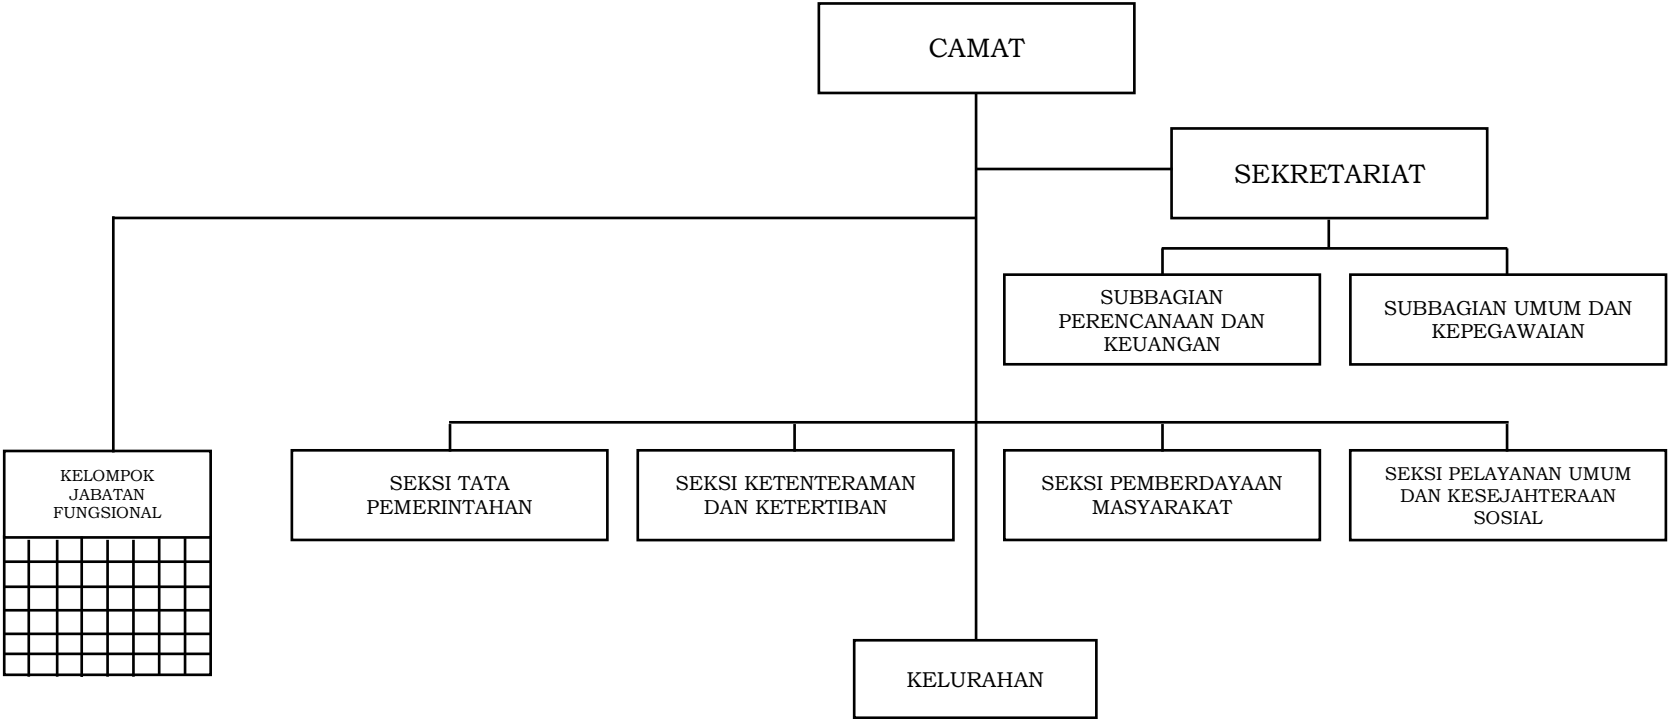 CAMAT
SEKRETARIAT
SUBBAGIAN
PERENCANAAN DAN
KEUANGAN
SUBBAGIAN UMUM DAN
KEPEGAWAIAN
KELOMPOK
JABATAN
FUNGSIONAL
SEKSI TATA
PEMERINTAHAN
SEKSI KETENTERAMAN
DAN KETERTIBAN
SEKSI PEMBERDAYAAN
MASYARAKAT
SEKSI PELAYANAN UMUM
DAN KESEJAHTERAAN
SOSIAL
KELURAHAN